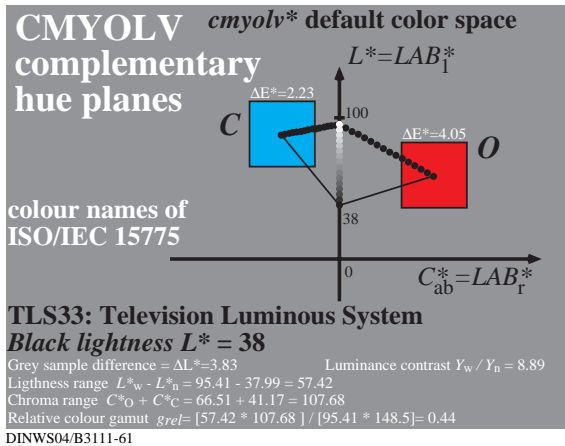 CMYOLV
complementary
hue planes
cmyolv* default color space
L*=LAB*1
ΔE*=2.23
C
100
ΔE*=4.05
O
colour names of
ISO/IEC 15775
38
0
C*ab=LAB*r
TLS33: Television Luminous System
Black lightness L* = 38
Grey sample difference = ΔL*=3.83 Luminance contrast Yw / Yn = 8.89
Ligthness range L*w - L*n = 95.41 - 37.99 = 57.42
Chroma range C*O + C*C = 66.51 + 41.17 = 107.68
Relative colour gamut grel= [57.42 * 107.68 ] / [95.41 * 148.5]= 0.44
DINWS04/B3111-61